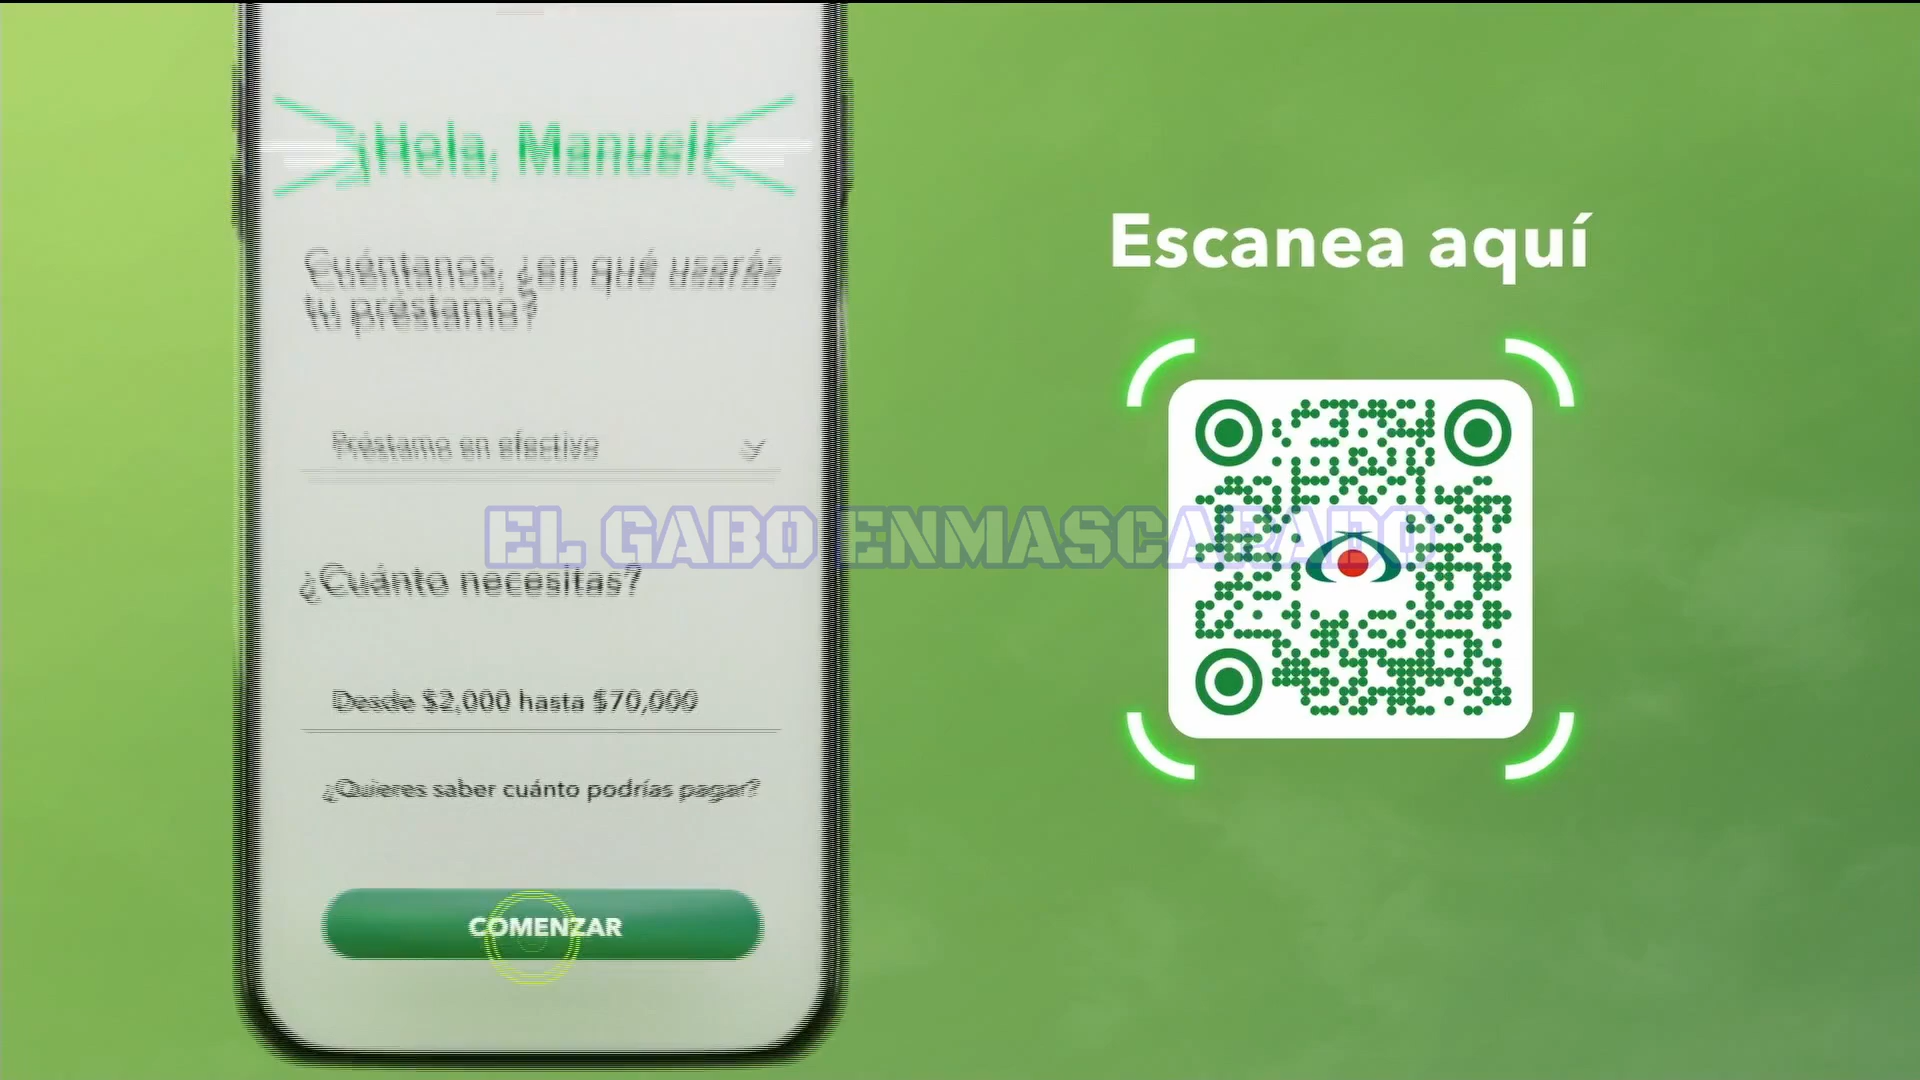 ¡Hola, Manuel!
Cuéntanos, ¿en qué usarás
tu préstamo?
Préstamo en efectivo
¿Cuánto necesitas?
Desde $2,000 hasta $70,000
¿Quieres saber cuánto podrías pagar?
COMENZAR
Escanea aquí
EL GABO ENMASCARADO